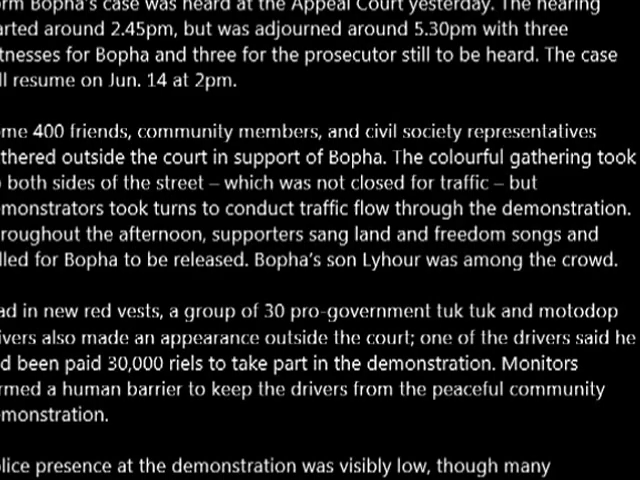 orm Bopha's case was heard at the Appeal Court yesterday. The hearing
arted around 2.45pm, but was adjourned around 5.30pm with three
tnesses for Bopha and three for the prosecutor still to be heard. The case
ll resume on Jun. 14 at 2pm.
me 400 friends, community members, and civil society representatives
thered outside the court in support of Bopha. The colourful gathering took
both sides of the street – which was not closed for traffic – but
monstrators took turns to conduct traffic flow through the demonstration.
roughout the afternoon, supporters sang land and freedom songs and
lled for Bopha to be released. Bopha's son Lyhour was among the crowd.
ad in new red vests, a group of 30 pro-government tuk tuk and motodop
ivers also made an appearance outside the court; one of the drivers said he
d been paid 30,000 riels to take part in the demonstration. Monitors
rmed a human barrier to keep the drivers from the peaceful community
monstration.
lice presence at the demonstration was visibly low, though many